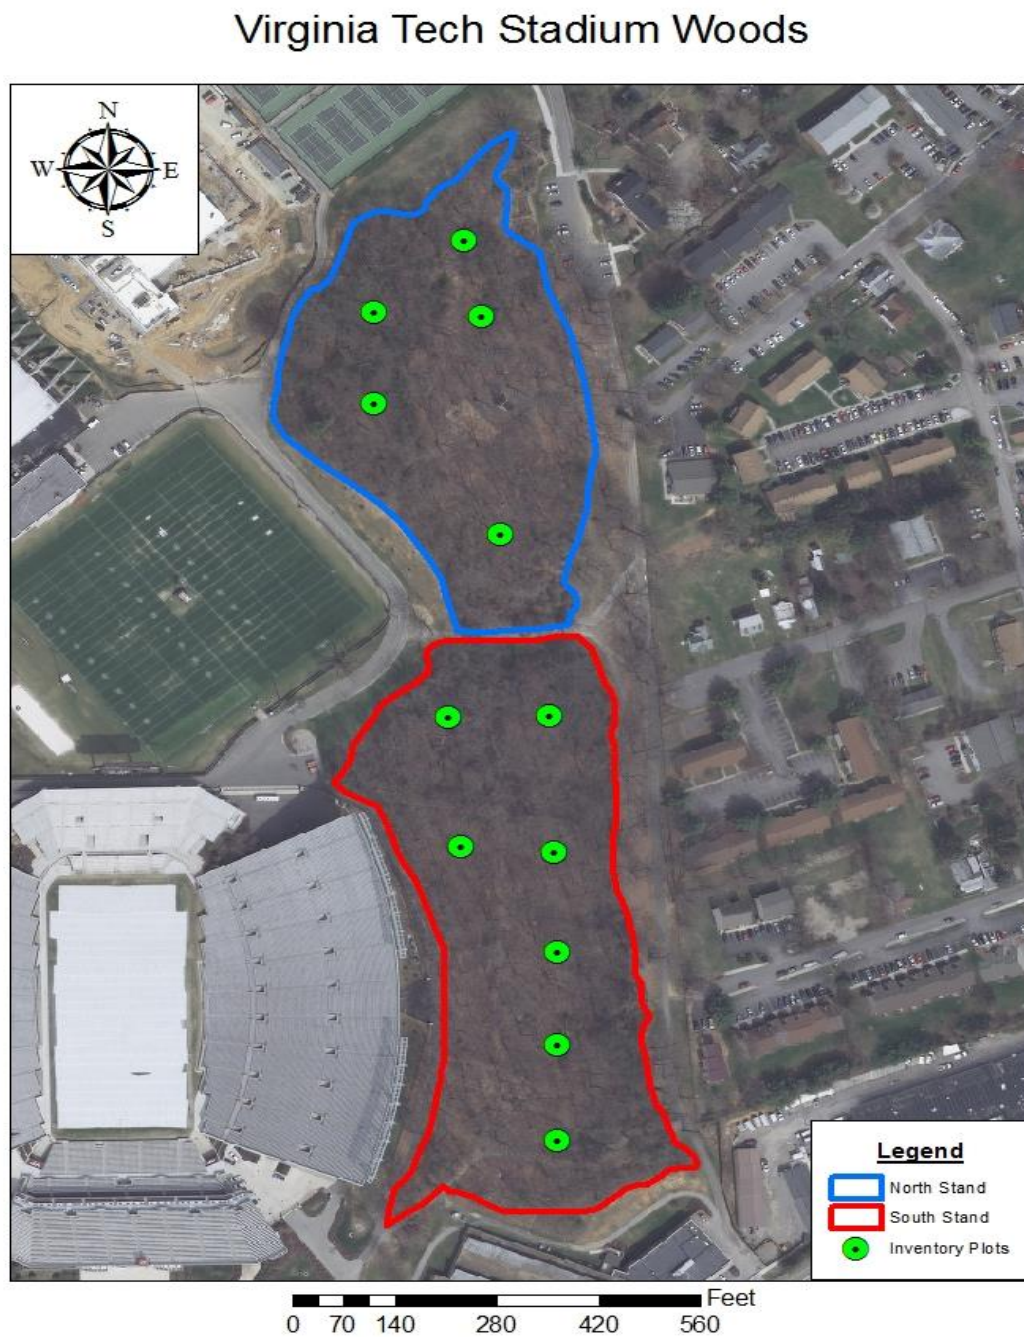 Virginia Tech Stadium Woods
N
W E
S
Legend
North Stand
South Stand
Inventory Plots
Feet
0 70 140 280 420 560